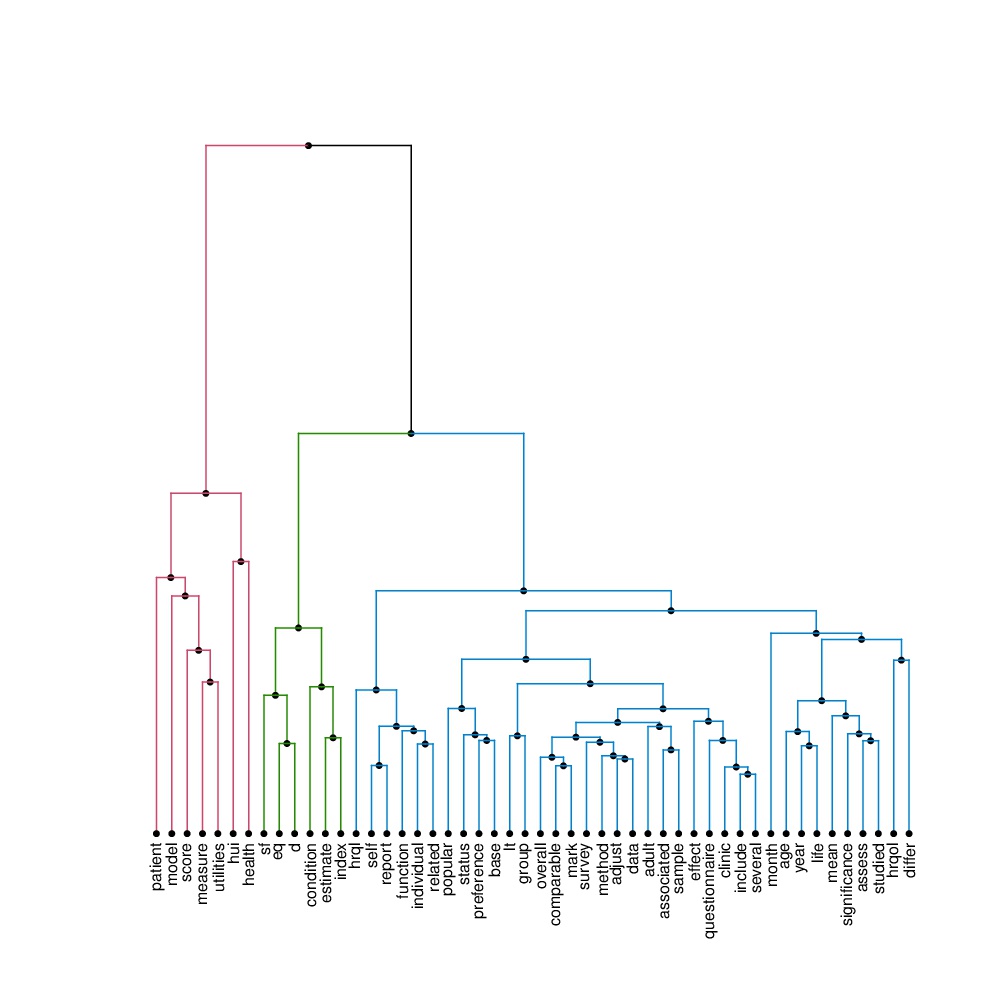 patient
model
score
measure
utilities
hui
health
sf
eq
d
condition
estimate
index
hrql
self
report
function
individual
related
popular
status
preference
base
lt
group
overall
comparable
mark
survey
method
adjust
data
adult
associated
sample
effect
questionnaire
clinic
include
several
month
age
year
life
mean
significance
assess
studied
hrqol
differ